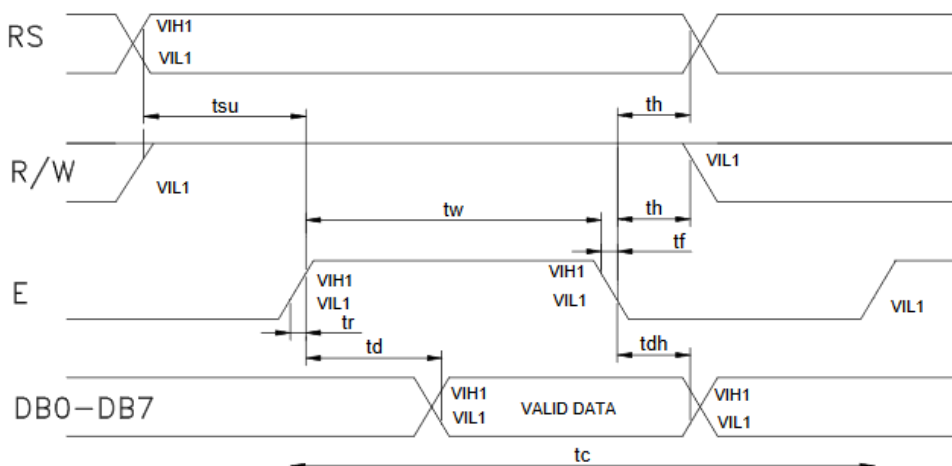 RS
VIH1
VIL1
tsu
th
R/W
VIL1
VIL1
tw
th
tf
E
VIH1
VIL1
VIH1
VIL1
VIL1
tr
td
tdh
DB0-DB7
VIH1
VIL1
VALID DATA
VIH1
VIL1
tc